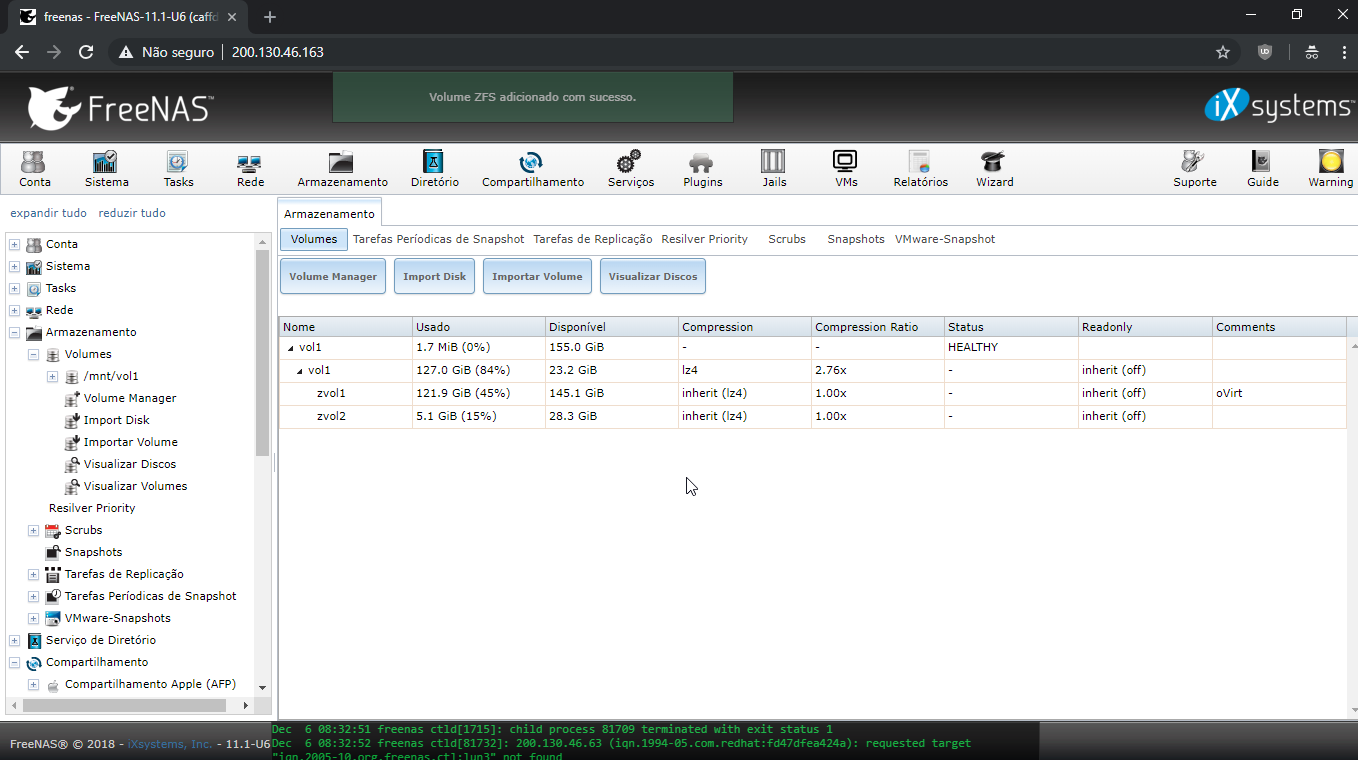 freenas - FreeNAS-11.1-U6 (caffd
Não seguro 200.130.46.163
FreeNAS™
Volume ZFS adicionado com sucesso.
iXsystems™
Conta Sistema Tasks Rede Armazenamento Diretório Compartilhamento Serviços Plugins Jails VMs Relatórios Wizard Suporte Guide Warning
expandir tudo reduzir tudo
Conta
Sistema
Tasks
Rede
Armazenamento
Volumes
/mnt/vol1
Volume Manager
Import Disk
Importar Volume
Visualizar Discos
Visualizar Volumes
Resilver Priority
Scrubs
Snapshots
Tarefas de Replicação
Tarefas Períodicas de Snapshot
VMware-Snapshots
Serviço de Diretório
Compartilhamento
Compartilhamento Apple (AFP)
Armazenamento
Volumes Tarefas Períodicas de Snapshot Tarefas de Replicação Resilver Priority Scrubs Snapshots VMware-Snapshot
Volume Manager Import Disk Importar Volume Visualizar Discos
Nome Usado Disponível Compression Compression Ratio Status Readonly Comments
vol1 1.7 MiB (0%) 155.0 GiB - - HEALTHY
vol1 127.0 GiB (84%) 23.2 GiB lz4 2.76x - inherit (off)
zvol1 121.9 GiB (45%) 145.1 GiB inherit (lz4) 1.00x - inherit (off) oVirt
zvol2 5.1 GiB (15%) 28.3 GiB inherit (lz4) 1.00x - inherit (off)
FreeNAS® © 2018 - iXsystems, Inc. - 11.1-U6
Dec 6 08:32:51 freenas ctld[1715]: child process 81709 terminated with exit status 1
Dec 6 08:32:52 freenas ctld[81732]: 200.130.46.63 (iqn.1994-05.com.redhat:fd47dfea424a): requested target
"iqn.2005-10.org.freenas.ctl:lun3" not found